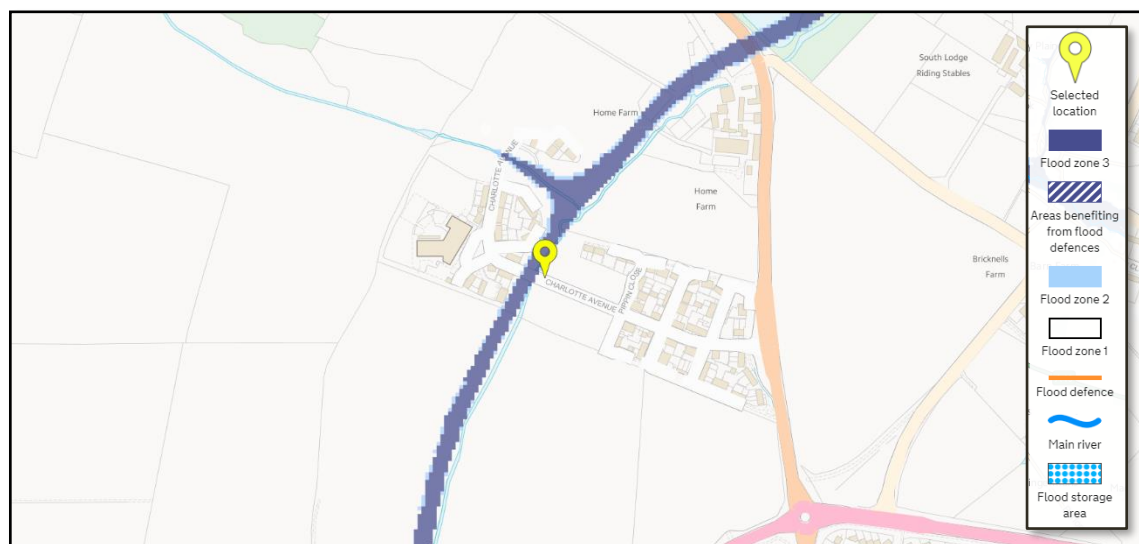 South Lodge
Riding Stables
Home Farm
CHARLOTTE AVENUE
Home
Farm
Bricknells
Farm
CHARLOTTE AVENUE
PIPPIN CLOSE
Selected
location
Flood zone 3
Areas benefiting
from flood
defences
Flood zone 2
Flood zone 1
Flood defence
Main river
Flood storage
area